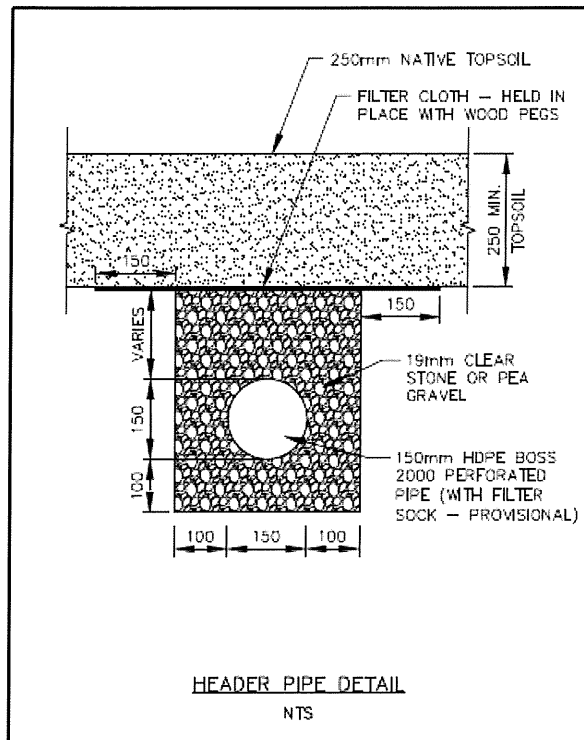 250mm NATIVE TOPSOIL
FILTER CLOTH – HELD IN
PLACE WITH WOOD PEGS
250 MIN.
TOPSOIL
150
150
VARIES
19mm CLEAR
STONE OR PEA
GRAVEL
150
150mm HDPE BOSS
2000 PERFORATED
PIPE (WITH FILTER
SOCK – PROVISIONAL)
100
100
150
100
HEADER PIPE DETAIL
NTS